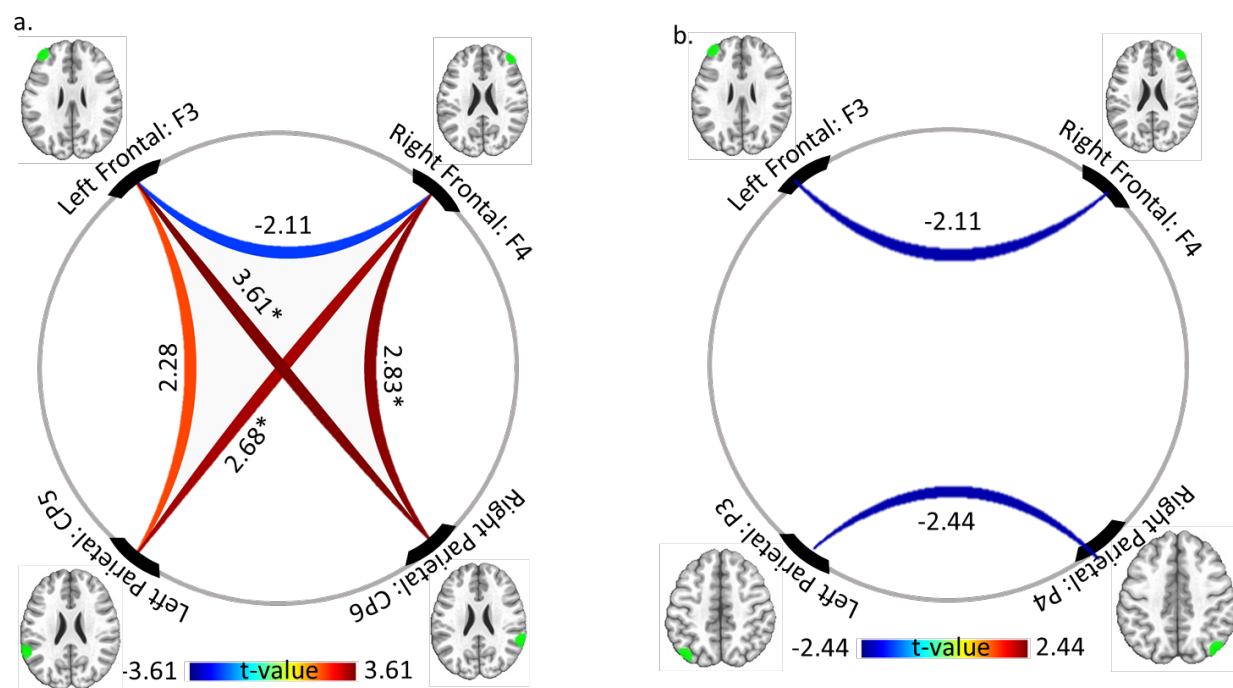 a.
Left Frontal: F3
Right Frontal: F4
-2.11
3.61*
2.28
2.83*
2.68*
Left Parietal: CP5
Right Parietal: CP6
-3.61 t-value 3.61
b.
Left Frontal: F3
Right Frontal: F4
-2.11
-2.44
Left Parietal: P3
Right Parietal: P4
-2.44 t-value 2.44